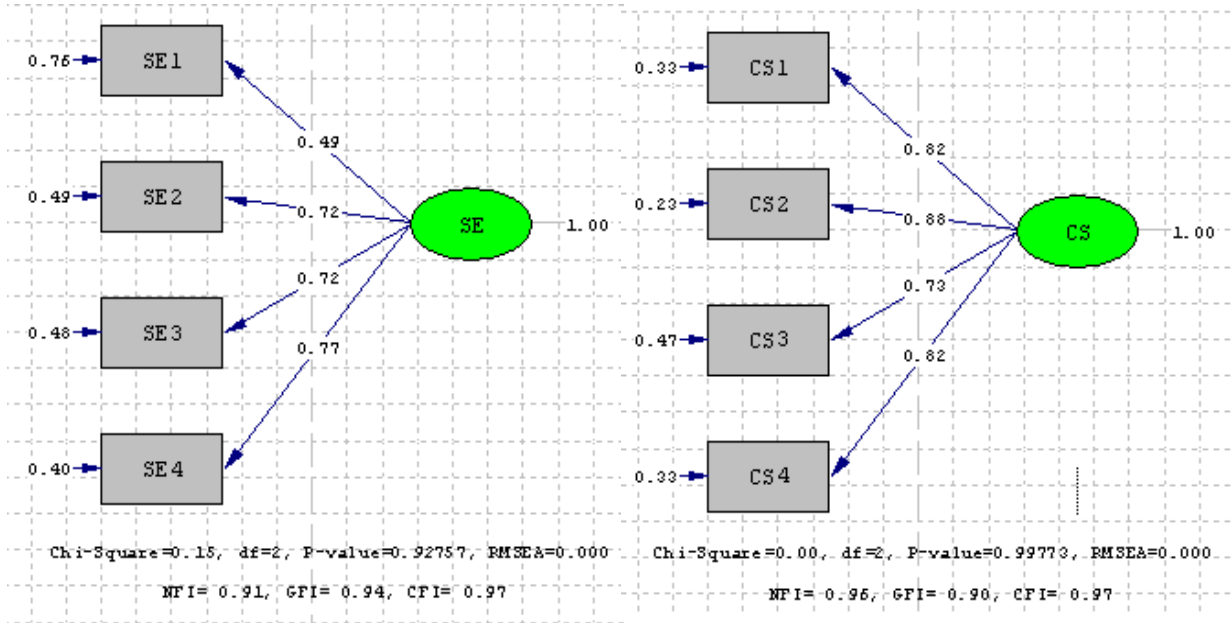 0.76
SE1
0.49
0.49
SE2
0.72
SE
1.00
0.72
0.48
SE3
0.77
0.40
SE4
Chi-Square=0.15, df=2, P-value=0.92757, RMSEA=0.000
NFI= 0.91, GFI= 0.94, CFI= 0.97
0.33
CS1
0.82
0.23
CS2
0.88
CS
1.00
0.73
0.47
CS3
0.82
0.33
CS4
Chi-Square=0.00, df=2, P-value=0.99773, RMSEA=0.000
NFI= 0.96, GFI= 0.90, CFI= 0.97